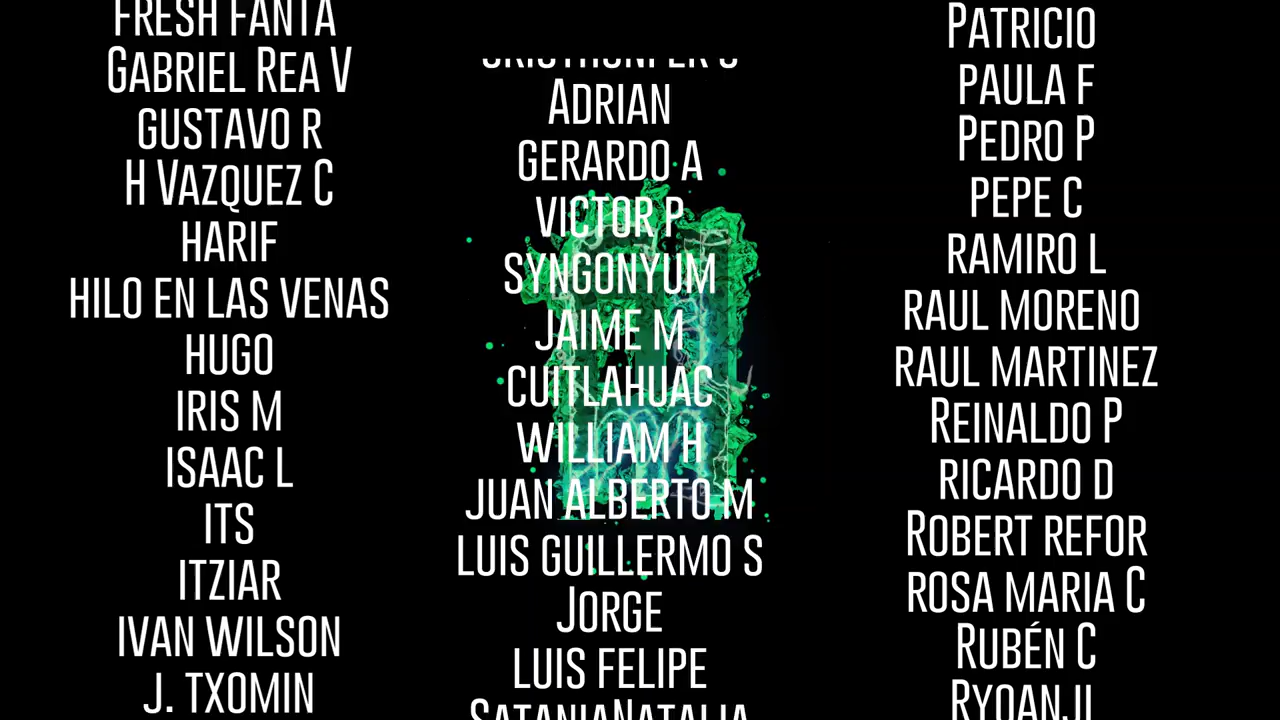 FRESH FANTA
GABRIEL REA V
GUSTAVO R
H VAZQUEZ C
HARIF
HILO EN LAS VENAS
HUGO
IRIS M
ISAAC L
ITS
ITZIAR
IVAN WILSON
J. TXOMIN
ADRIAN
GERARDO A
VICTOR P
SYNGONYUM
JAIME M
CUITLAHUAC
WILLIAM H
JUAN ALBERTO M
LUIS GUILLERMO S
JORGE
LUIS FELIPE
SATANIANATALIA
PATRICIO
PAULA F
PEDRO P
PEPE C
RAMIRO L
RAUL MORENO
RAUL MARTINEZ
REINALDO P
RICARDO D
ROBERT REFOR
ROSA MARIA C
RUBÉN C